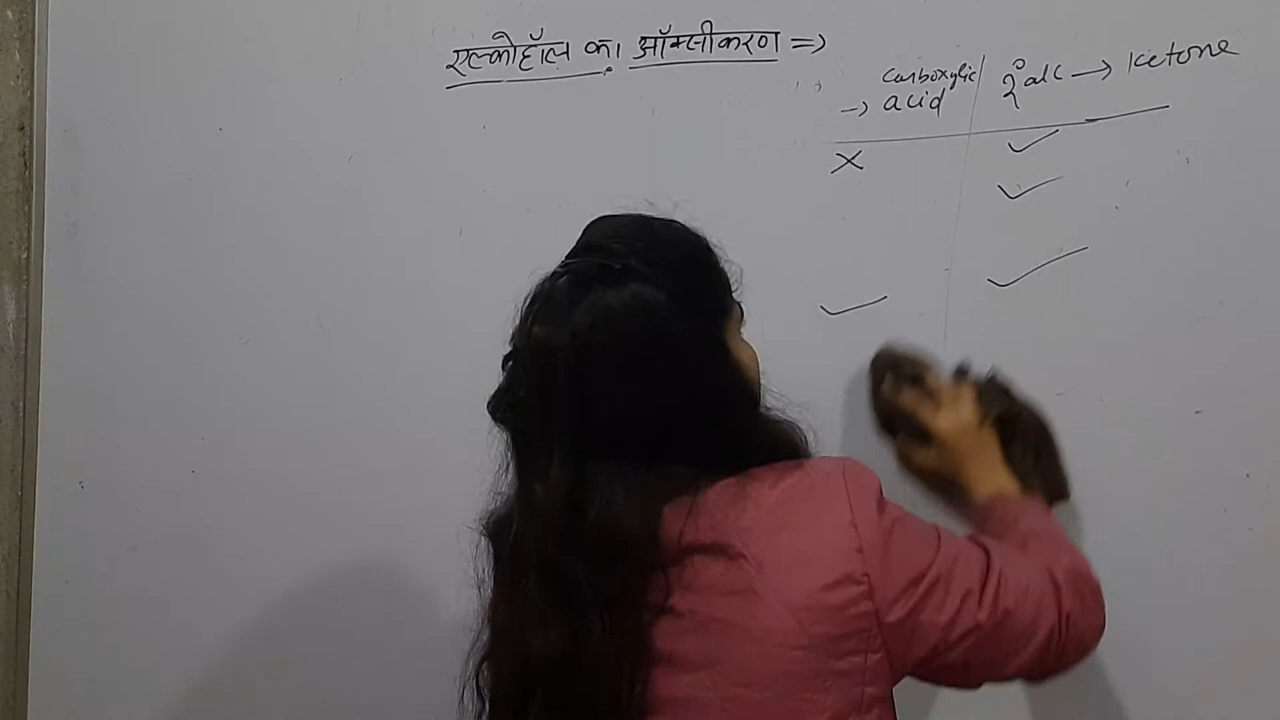 एल्कोहॉल का ऑक्सीकरण ⇒
→ carboxylic acid | 2° alc → Ketone
✗ ✓
✓
✓
✓